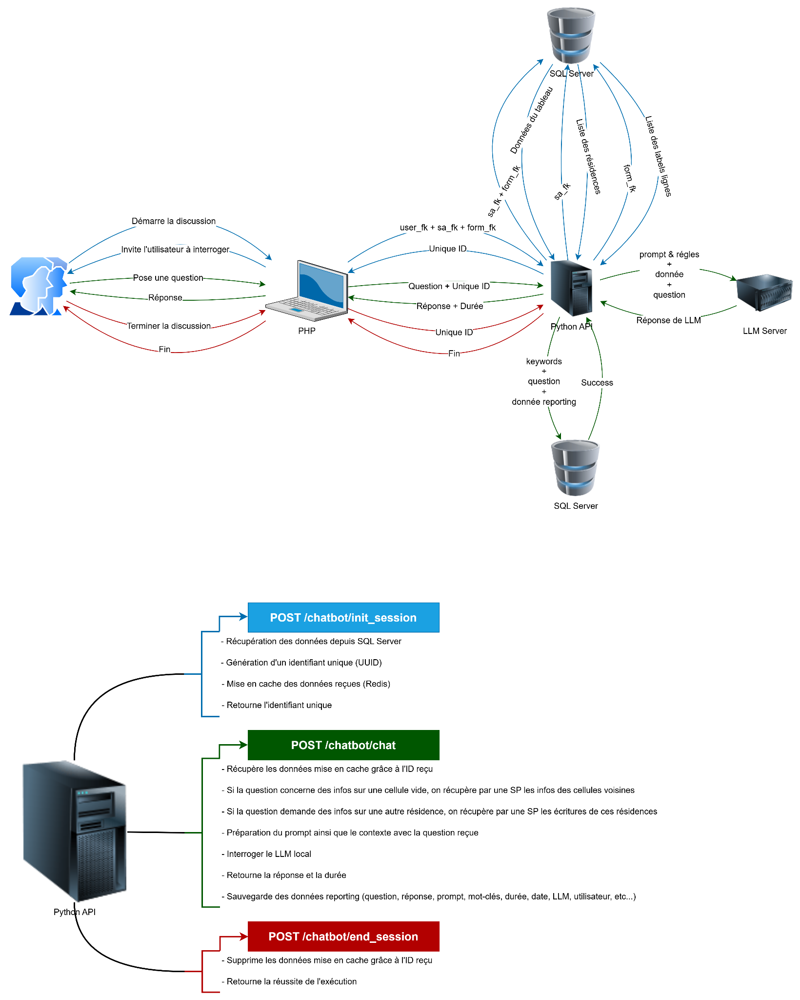 SQL Server
Données du tableau
sa_fk + form_fk
sa_fk
Liste des résidences
form_fk
Liste des labels lignes
Démarre la discussion
Invite l'utilisateur à interroger
Pose une question
Réponse
Terminer la discussion
Fin
PHP
user_fk + sa_fk + form_fk
Unique ID
Question + Unique ID
Réponse + Durée
Unique ID
Fin
Python API
prompt & régles
+
donnée
+
question
Réponse de LLM
LLM Server
keywords
+
question
+
donnée reporting
Success
SQL Server
POST /chatbot/init_session
- Récupération des données depuis SQL Server
- Génération d'un identifiant unique (UUID)
- Mise en cache des données reçues (Redis)
- Retourne l'identifiant unique
POST /chatbot/chat
- Récupère les données mise en cache grâce à l'ID reçu
- Si la question concerne des infos sur une cellule vide, on récupère par une SP les infos des cellules voisines
- Si la question demande des infos sur une autre résidence, on récupère par une SP les écritures de ces résidences
- Préparation du prompt ainsi que le contexte avec la question reçue
- Interroger le LLM local
- Retourne la réponse et la durée
- Sauvegarde des données reporting (question, réponse, prompt, mot-clés, durée, date, LLM, utilisateur, etc...)
Python API
POST /chatbot/end_session
- Supprime les données mise en cache grâce à l'ID reçu
- Retourne la réussite de l'exécution